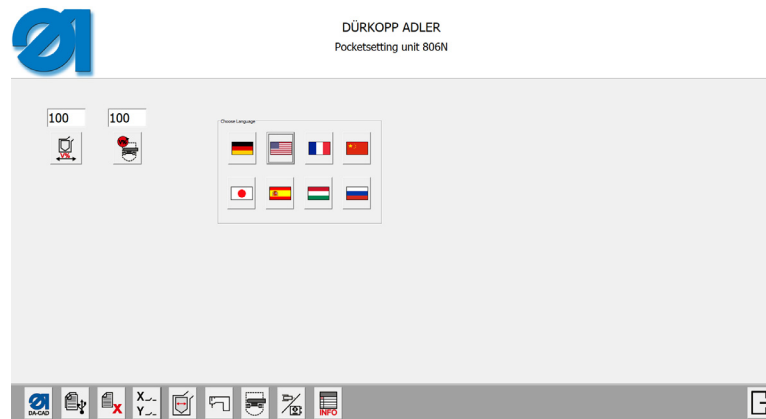 DÜRKOPP ADLER
Pocketsetting unit 806N
100
100
Choose Language
V%
DA-CAD
X
X
Y
INFO